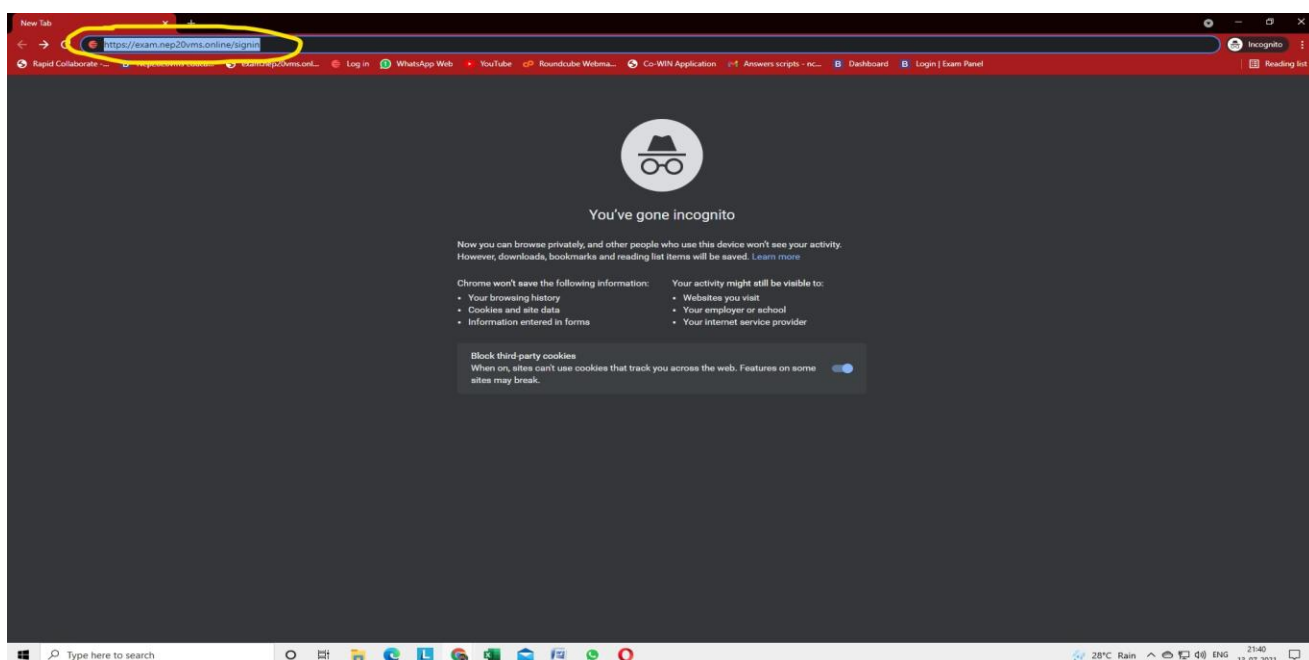 New Tab
https://exam.nep20vms.online/signin
Incognito
Rapid Collaborate -... exam.nep20vms.onl... Log in WhatsApp Web YouTube Roundcube Webma... Co-WIN Application Answers scripts - nc... Dashboard Login | Exam Panel Reading list
You've gone incognito
Now you can browse privately, and other people who use this device won't see your activity.
However, downloads, bookmarks and reading list items will be saved. Learn more
Chrome won't save the following information:
• Your browsing history
• Cookies and site data
• Information entered in forms
Your activity might still be visible to:
• Websites you visit
• Your employer or school
• Your internet service provider
Block third-party cookies
When on, sites can't use cookies that track you across the web. Features on some
sites may break.
Type here to search
28°C Rain ENG
21:40